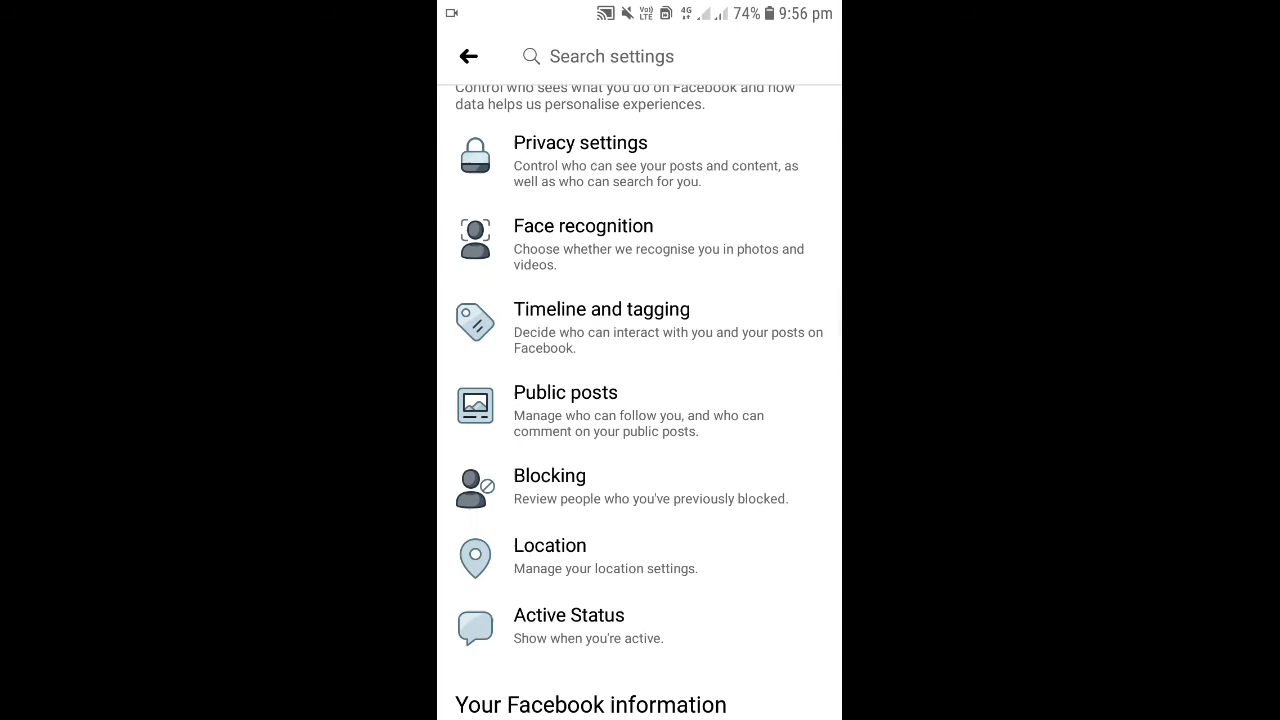 Vo))
LTE
4G
74%
9:56 pm
Search settings
Control who sees what you do on Facebook and how
data helps us personalise experiences.
Privacy settings
Control who can see your posts and content, as
well as who can search for you.
Face recognition
Choose whether we recognise you in photos and
videos.
Timeline and tagging
Decide who can interact with you and your posts on
Facebook.
Public posts
Manage who can follow you, and who can
comment on your public posts.
Blocking
Review people who you've previously blocked.
Location
Manage your location settings.
Active Status
Show when you're active.
Your Facebook information